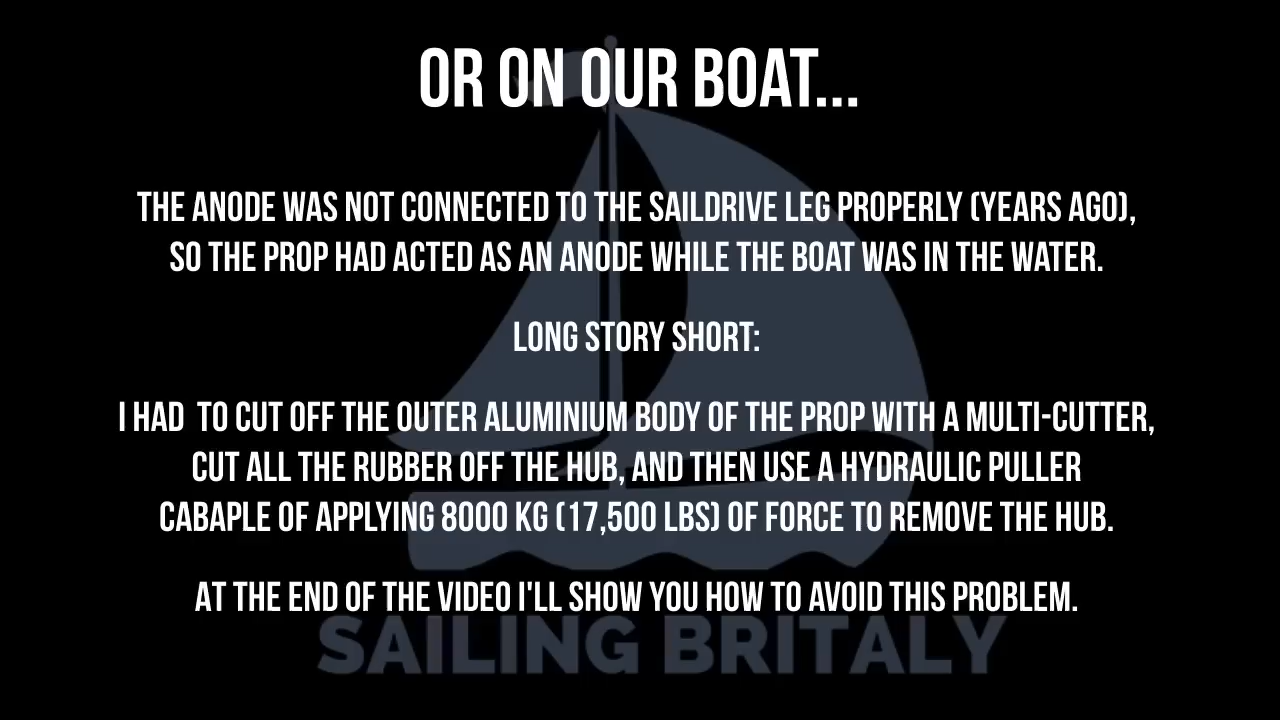 OR ON OUR BOAT...
THE ANODE WAS NOT CONNECTED TO THE SAILDRIVE LEG PROPERLY (YEARS AGO),
SO THE PROP HAD ACTED AS AN ANODE WHILE THE BOAT WAS IN THE WATER.
LONG STORY SHORT:
I HAD  TO CUT OFF THE OUTER ALUMINIUM BODY OF THE PROP WITH A MULTI-CUTTER,
CUT ALL THE RUBBER OFF THE HUB, AND THEN USE A HYDRAULIC PULLER
CABAPLE OF APPLYING 8000 KG (17,500 LBS) OF FORCE TO REMOVE THE HUB.
AT THE END OF THE VIDEO I'LL SHOW YOU HOW TO AVOID THIS PROBLEM.
SAILING BRITALY